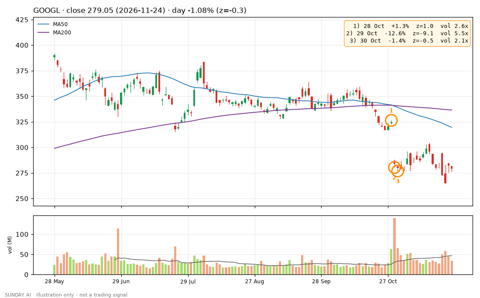 GOOGL · close 279.05 (2026-11-24) · day -1.08% (z=-0.3)
MA50
MA200
1) 28 Oct +1.3% z=1.0 vol 2.6x
2) 29 Oct -12.6% z=-9.1 vol 5.5x
3) 30 Oct -1.4% z=-0.5 vol 2.1x
425
400
375
350
325
300
275
250
1
2
3
vol (M)
100
50
0
28 May
29 Jun
29 Jul
27 Aug
28 Sep
27 Oct
SUNDAY AI · illustration only · not a trading signal